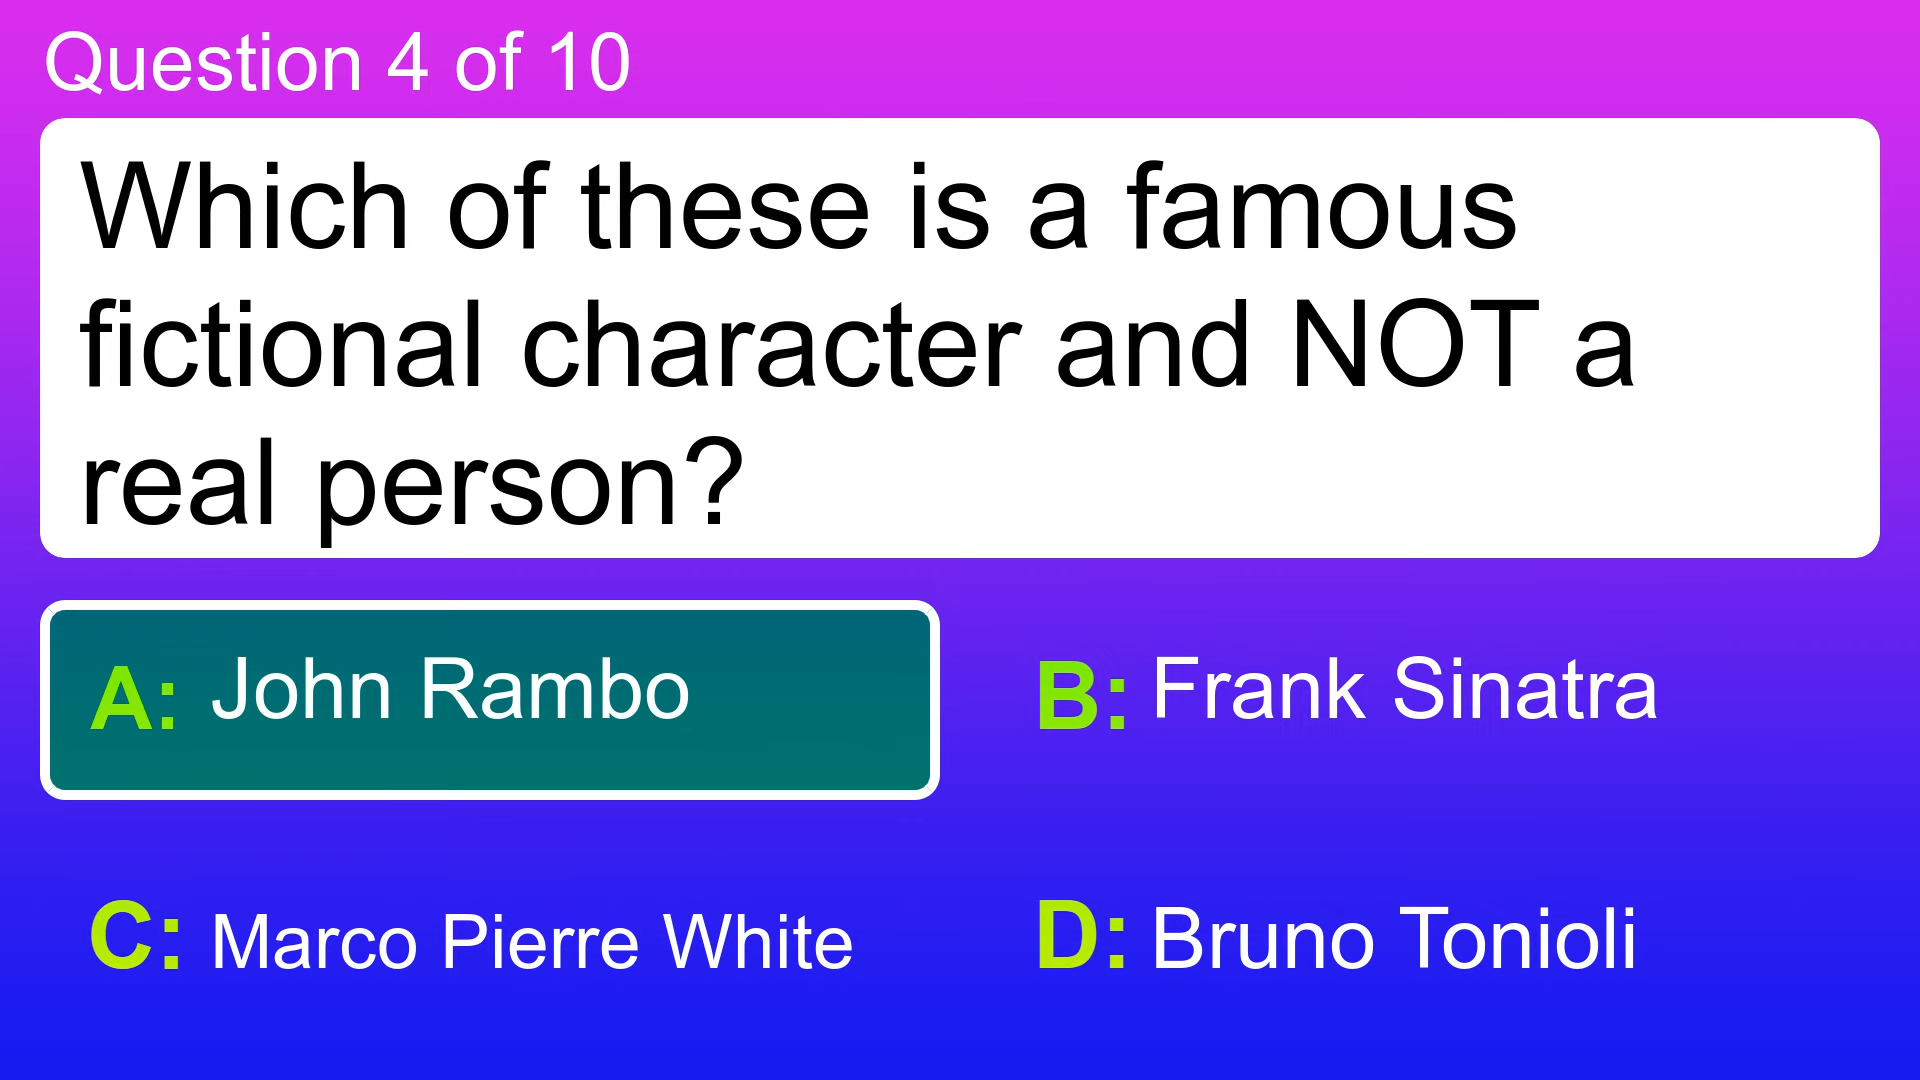 Question 4 of 10
Which of these is a famous
fictional character and NOT a
real person?
A: John Rambo
B: Frank Sinatra
C: Marco Pierre White
D: Bruno Tonioli